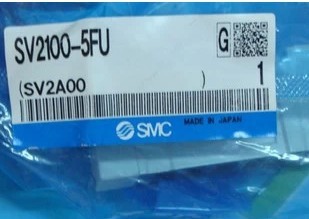 SV2100-5FU
G
(SV2A00 )
1
SMC
MADE IN JAPAN